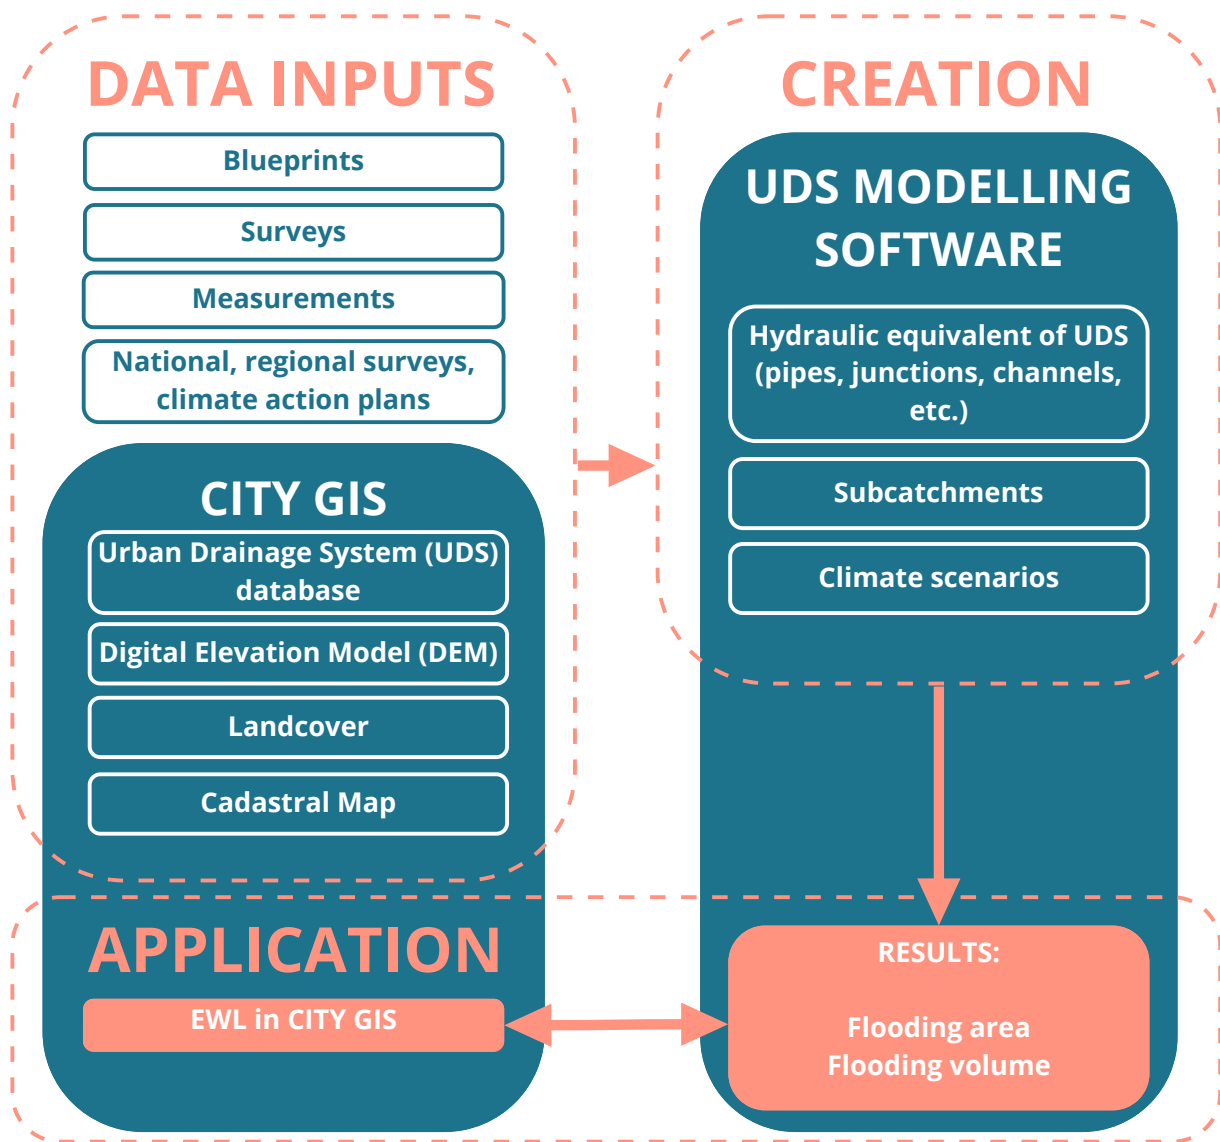 DATA INPUTS
Blueprints
Surveys
Measurements
National, regional surveys,
climate action plans
CITY GIS
Urban Drainage System (UDS)
database
Digital Elevation Model (DEM)
Landcover
Cadastral Map
CREATION
UDS MODELLING
SOFTWARE
Hydraulic equivalent of UDS
(pipes, junctions, channels,
etc.)
Subcatchments
Climate scenarios
APPLICATION
EWL in CITY GIS
RESULTS:
Flooding area
Flooding volume